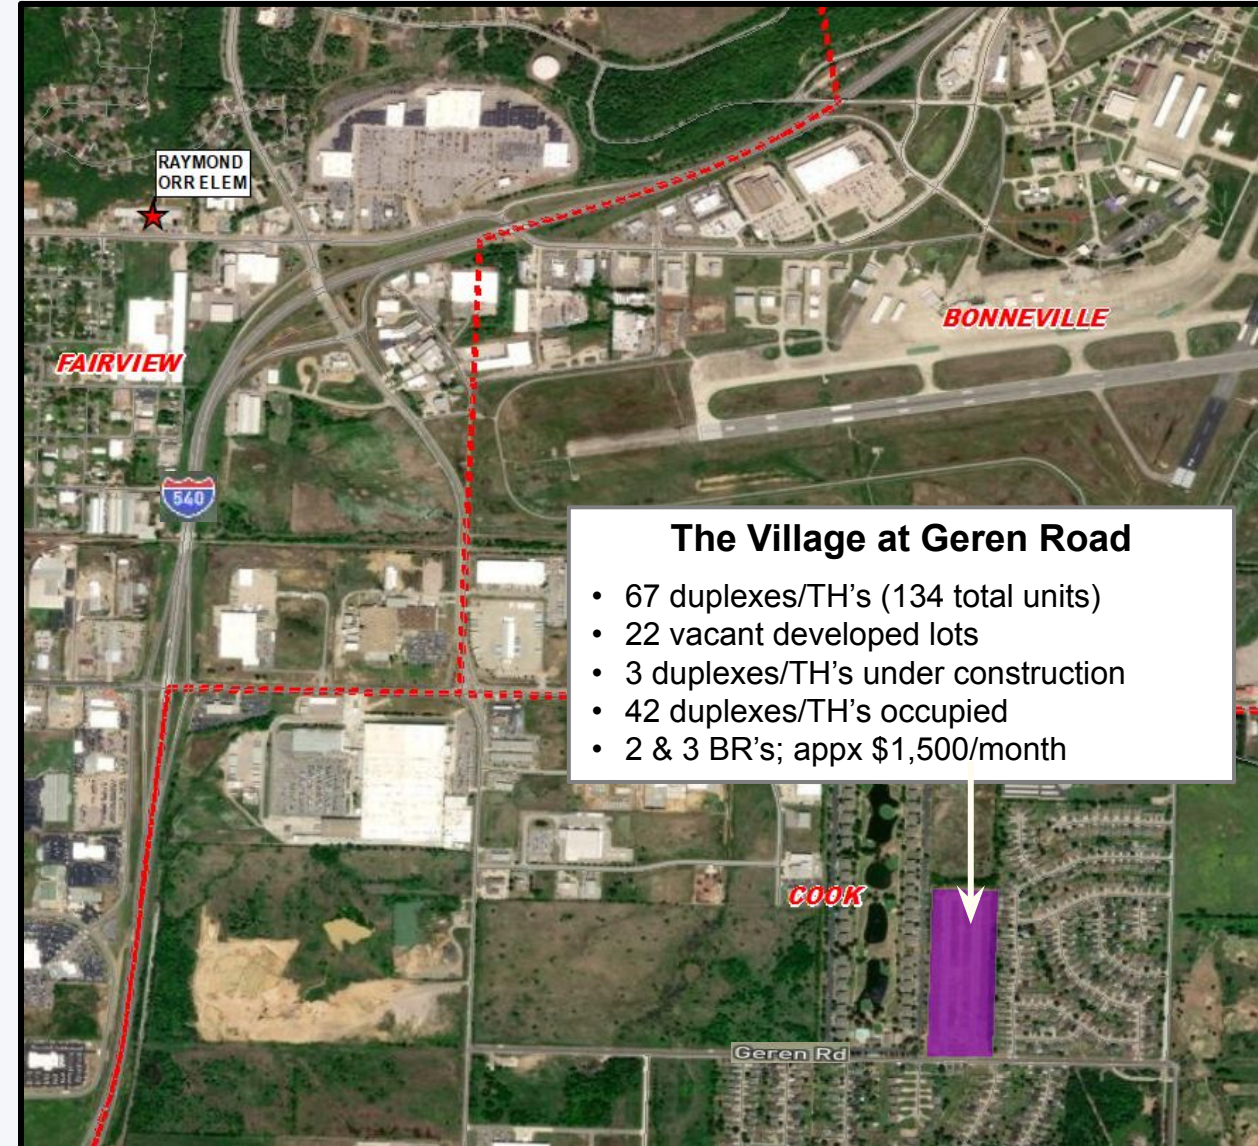 RAYMOND
ORR ELEM
BONNEVILLE
FAIRVIEW
540
The Village at Geren Road
• 67 duplexes/TH's (134 total units)
• 22 vacant developed lots
• 3 duplexes/TH's under construction
• 42 duplexes/TH's occupied
• 2 & 3 BR's; appx $1,500/month
COOK
Geren Rd